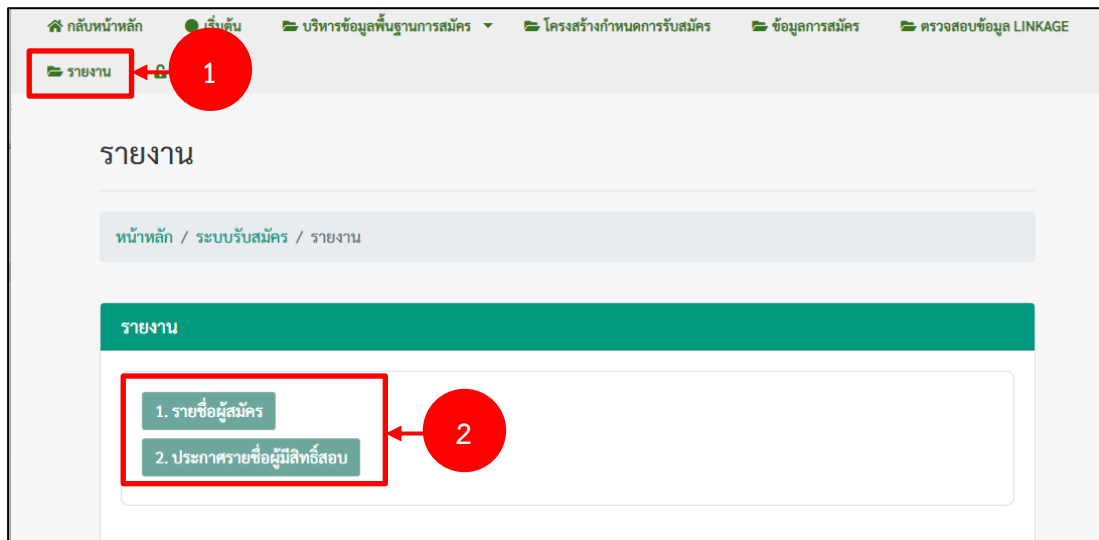 กลับหน้าหลัก เริ่มต้น บริหารข้อมูลพื้นฐานการสมัคร โครงสร้างกำหนดการรับสมัคร ข้อมูลการสมัคร ตรวจสอบข้อมูล LINKAGE
รายงาน 1
รายงาน
หน้าหลัก / ระบบรับสมัคร / รายงาน
รายงาน
1. รายชื่อผู้สมัคร
2. ประกาศรายชื่อผู้มีสิทธิ์สอบ
2